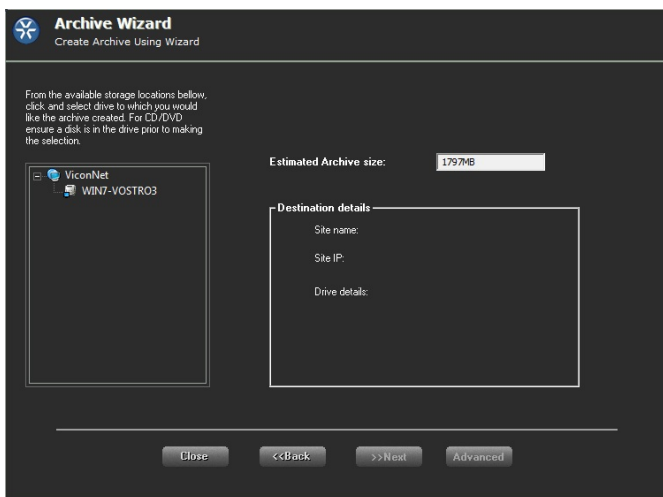 Archive Wizard
Create Archive Using Wizard
From the available storage locations bellow,
click and select drive to which you would
like the archive created. For CD/DVD
ensure a disk is in the drive prior to making
the selection.
ViconNet
WIN7-VOSTRO3
Estimated Archive size:
1797MB
Destination details
Site name:
Site IP:
Drive details:
Close
<<Back
>>Next
Advanced